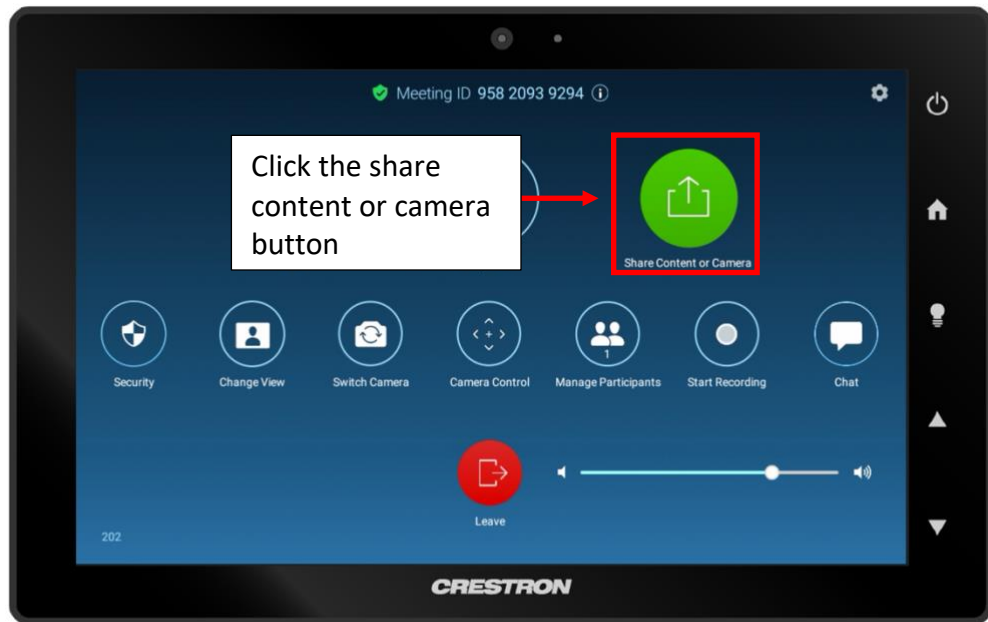 Meeting ID 958 2093 9294
Click the share
content or camera
button
Share Content or Camera
1
Security
Change View
Switch Camera
Camera Control
Manage Participants
Start Recording
Chat
Leave
202
CRESTRON